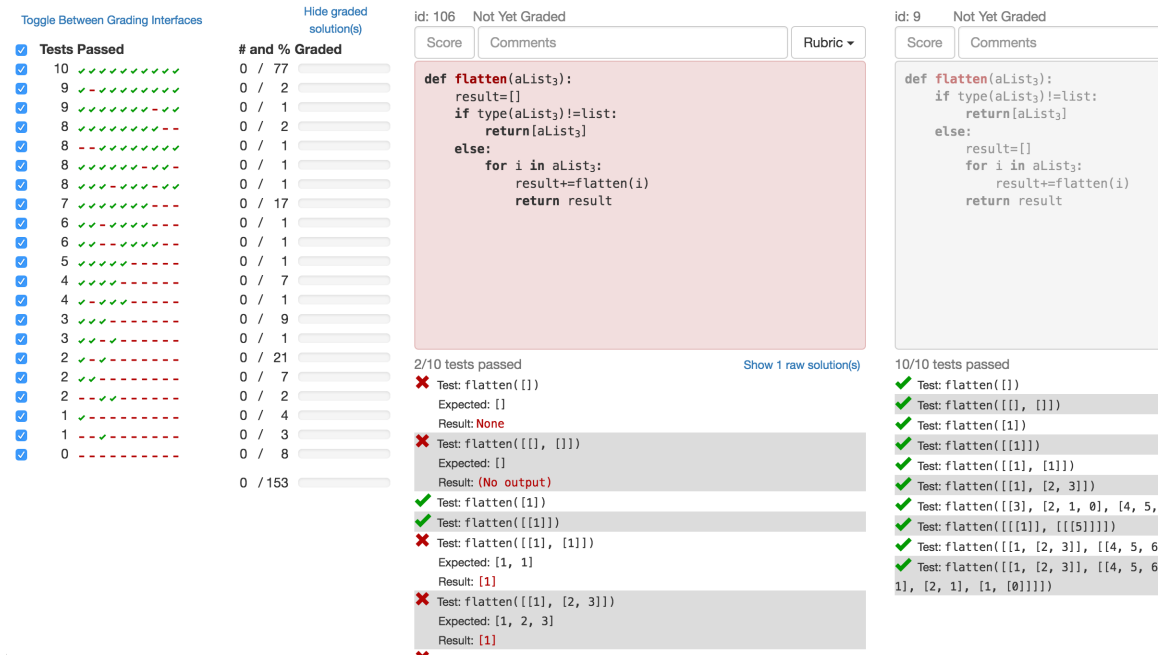 Toggle Between Grading Interfaces
Hide graded
solution(s)
Tests Passed # and % Graded
10 ✓✓✓✓✓✓✓✓✓✓ 0 / 77
9 ✓-✓✓✓✓✓✓✓✓ 0 / 2
9 ✓✓✓✓✓✓✓-✓✓ 0 / 1
8 ✓✓✓✓✓✓✓✓-- 0 / 2
8 --✓✓✓✓✓✓✓✓ 0 / 1
8 ✓✓✓✓✓✓-✓✓- 0 / 1
8 ✓✓✓-✓✓✓-✓✓ 0 / 1
7 ✓✓✓✓✓✓✓--- 0 / 17
6 ✓✓-✓✓✓✓--- 0 / 1
6 ✓✓--✓✓✓✓-- 0 / 1
5 ✓✓✓✓✓----- 0 / 1
4 ✓✓✓✓------ 0 / 7
4 ✓-✓✓✓----- 0 / 1
3 ✓✓✓------- 0 / 9
3 ✓✓-✓------ 0 / 1
2 ✓-✓------- 0 / 21
2 ✓✓-------- 0 / 7
2 --✓✓------ 0 / 2
1 ✓--------- 0 / 4
1 --✓------- 0 / 3
0 ---------- 0 / 8
0 / 153
id: 106 Not Yet Graded
Score Comments Rubric
def flatten(aList₃):
    result=[]
    if type(aList₃)!=list:
        return[aList₃]
    else:
        for i in aList₃:
            result+=flatten(i)
            return result
2/10 tests passed Show 1 raw solution(s)
Test: flatten([])
Expected: []
Result: None
Test: flatten([[], []])
Expected: []
Result: (No output)
Test: flatten([1])
Test: flatten([[1]])
Test: flatten([[1], [1]])
Expected: [1, 1]
Result: [1]
Test: flatten([[1], [2, 3]])
Expected: [1, 2, 3]
Result: [1]
id: 9 Not Yet Graded
Score Comments
def flatten(aList₃):
    if type(aList₃)!=list:
        return[aList₃]
    else:
        result=[]
        for i in aList₃:
            result+=flatten(i)
        return result
10/10 tests passed
Test: flatten([])
Test: flatten([[], []])
Test: flatten([1])
Test: flatten([[1]])
Test: flatten([[1], [1]])
Test: flatten([[1], [2, 3]])
Test: flatten([[3], [2, 1, 0], [4, 5,
Test: flatten([[[1]], [[[5]]]])
Test: flatten([[1, [2, 3]], [[4, 5, 6
Test: flatten([[1, [2, 3]], [[4, 5, 6
1], [2, 1], [1, [0]]]])